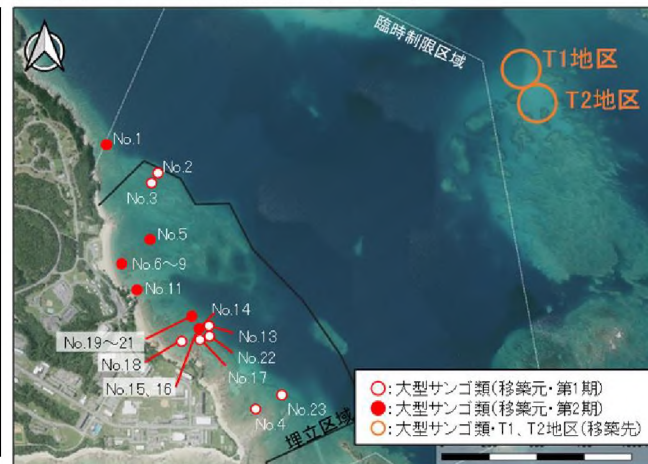 臨時制限区域
T1地区
T2地区
No.1
No.2
No.3
No.5
No.6～9
No.11
No.14
No.19～21
No.13
No.18
No.22
No.15、16
No.17
No.23
No.4
埋立区域
○:大型サンゴ類(移築元・第1期)
●:大型サンゴ類(移築元・第2期)
○:大型サンゴ類・T1、T2地区(移築先)